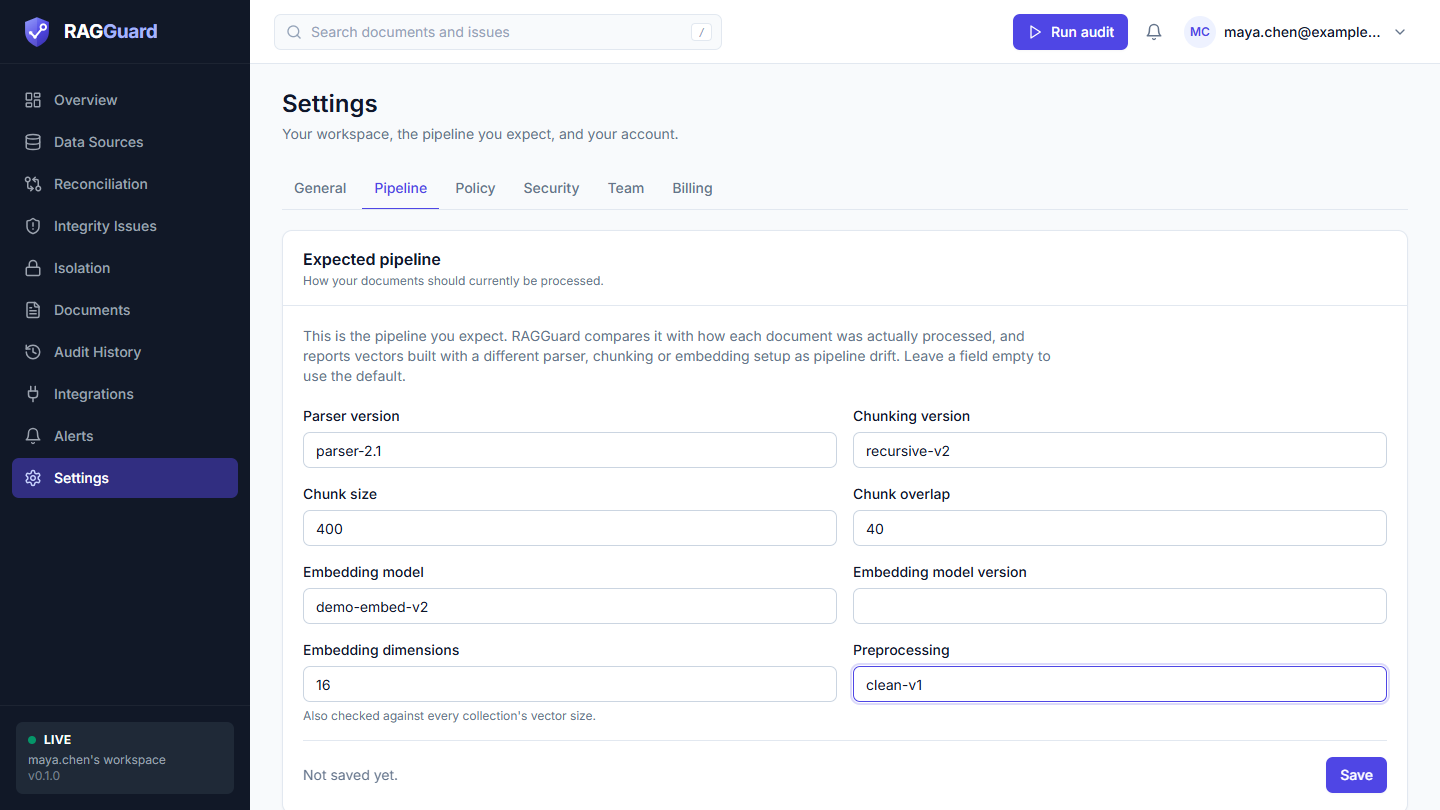 RAGGuard
Search documents and issues
/
Run audit
MC
maya.chen@example...
Overview
Data Sources
Reconciliation
Integrity Issues
Isolation
Documents
Audit History
Integrations
Alerts
Settings
LIVE
maya.chen's workspace
v0.1.0
Settings
Your workspace, the pipeline you expect, and your account.
General
Pipeline
Policy
Security
Team
Billing
Expected pipeline
How your documents should currently be processed.
This is the pipeline you expect. RAGGuard compares it with how each document was actually processed, and
reports vectors built with a different parser, chunking or embedding setup as pipeline drift. Leave a field empty to
use the default.
Parser version
parser-2.1
Chunking version
recursive-v2
Chunk size
400
Chunk overlap
40
Embedding model
demo-embed-v2
Embedding model version
Embedding dimensions
16
Also checked against every collection's vector size.
Preprocessing
clean-v1
Not saved yet.
Save